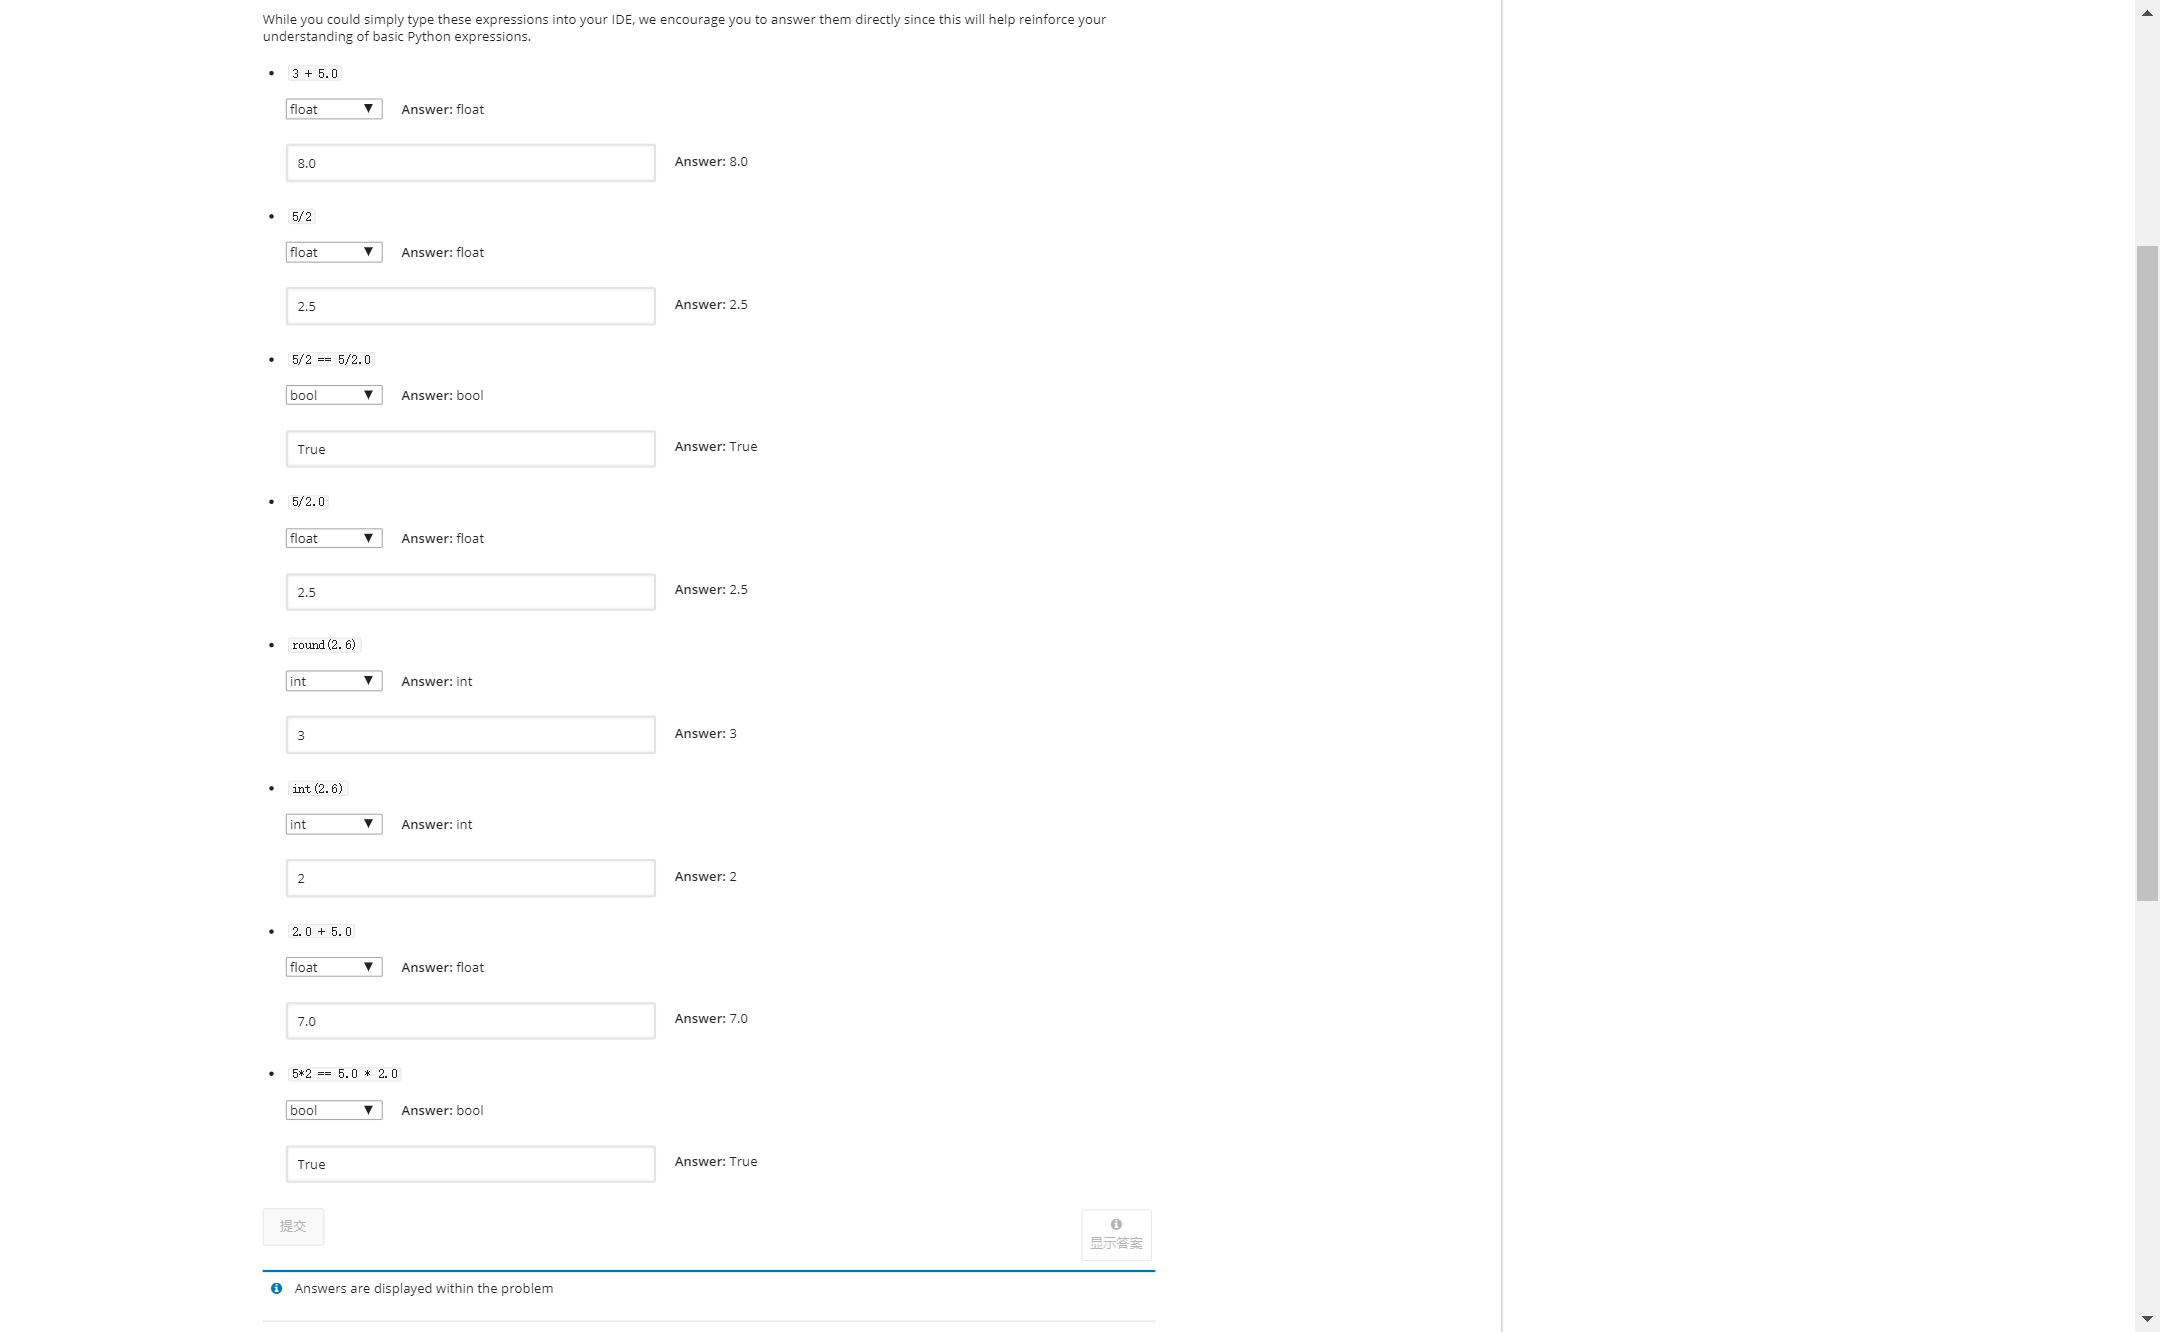 While you could simply type these expressions into your IDE, we encourage you to answer them directly since this will help reinforce your
understanding of basic Python expressions.
3 + 5.0
float ▼ Answer: float
8.0 Answer: 8.0
5/2
float ▼ Answer: float
2.5 Answer: 2.5
5/2 == 5/2.0
bool ▼ Answer: bool
True Answer: True
5/2.0
float ▼ Answer: float
2.5 Answer: 2.5
round(2.6)
int ▼ Answer: int
3 Answer: 3
int(2.6)
int ▼ Answer: int
2 Answer: 2
2.0 + 5.0
float ▼ Answer: float
7.0 Answer: 7.0
5*2 == 5.0 * 2.0
bool ▼ Answer: bool
True Answer: True
提交
显示答案
Answers are displayed within the problem